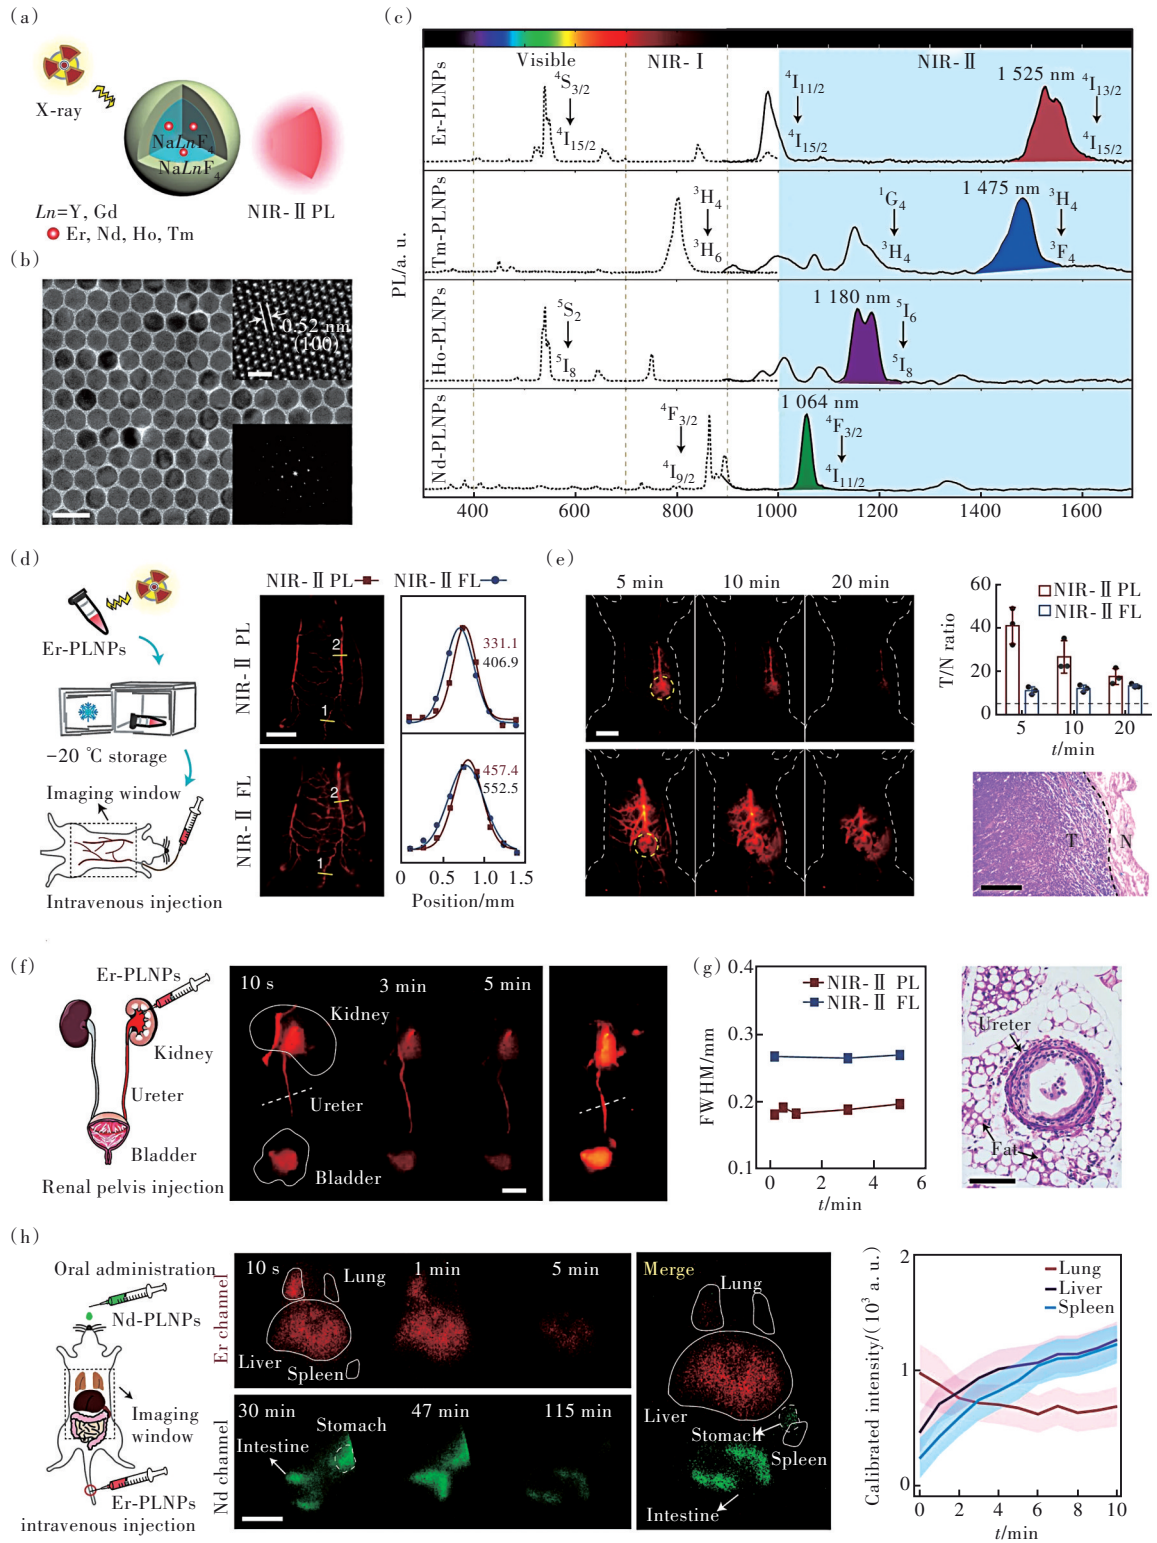 (a)
X-ray
NaLnF₄
NaLnF₄
Ln=Y, Gd
Er, Nd, Ho, Tm
NIR-Ⅱ PL
(b)
0.52 nm
(100)
(c)
PL/a. u.
Visible
NIR-Ⅰ
NIR-Ⅱ
Er-PLNPs
⁴S₃/₂
⁴I₁₅/₂
⁴I₁₁/₂
⁴I₁₅/₂
1 525 nm
⁴I₁₃/₂
⁴I₁₅/₂
Tm-PLNPs
³H₄
³H₆
¹G₄
³H₄
1 475 nm
³H₄
³F₄
Ho-PLNPs
⁵S₂
⁵I₈
1 180 nm
⁵I₆
⁵I₈
Nd-PLNPs
⁴F₃/₂
⁴I₉/₂
1 064 nm
⁴F₃/₂
⁴I₁₁/₂
400 600 800 1000 1200 1400 1600
(d)
Er-PLNPs
−20 ℃ storage
Imaging window
Intravenous injection
NIR-Ⅱ PL NIR-Ⅱ FL
NIR-Ⅱ PL
2
1
NIR-Ⅱ FL
2
1
331.1
406.9
457.4
552.5
0 0.5 1.0 1.5
Position/mm
(e)
5 min 10 min 20 min
T/N ratio
60
40
20
0
NIR-Ⅱ PL
NIR-Ⅱ FL
5 10 20
t/min
T N
(f)
Er-PLNPs
Kidney
Ureter
Bladder
Renal pelvis injection
10 s 3 min 5 min
Kidney
Ureter
Bladder
(g)
FWHM/mm
0.4
0.3
0.2
0.1
NIR-Ⅱ PL
NIR-Ⅱ FL
0 2 4 6
t/min
Ureter
Fat
(h)
Oral administration
Nd-PLNPs
Imaging
window
Er-PLNPs
intravenous injection
Er channel
10 s 1 min 5 min
Lung
Liver
Spleen
Nd channel
30 min 47 min 115 min
Stomach
Intestine
Merge
Lung
Liver
Stomach
Spleen
Intestine
Calibrated intensity/(10³ a. u.)
2
1
0
Lung
Liver
Spleen
0 2 4 6 8 10
t/min